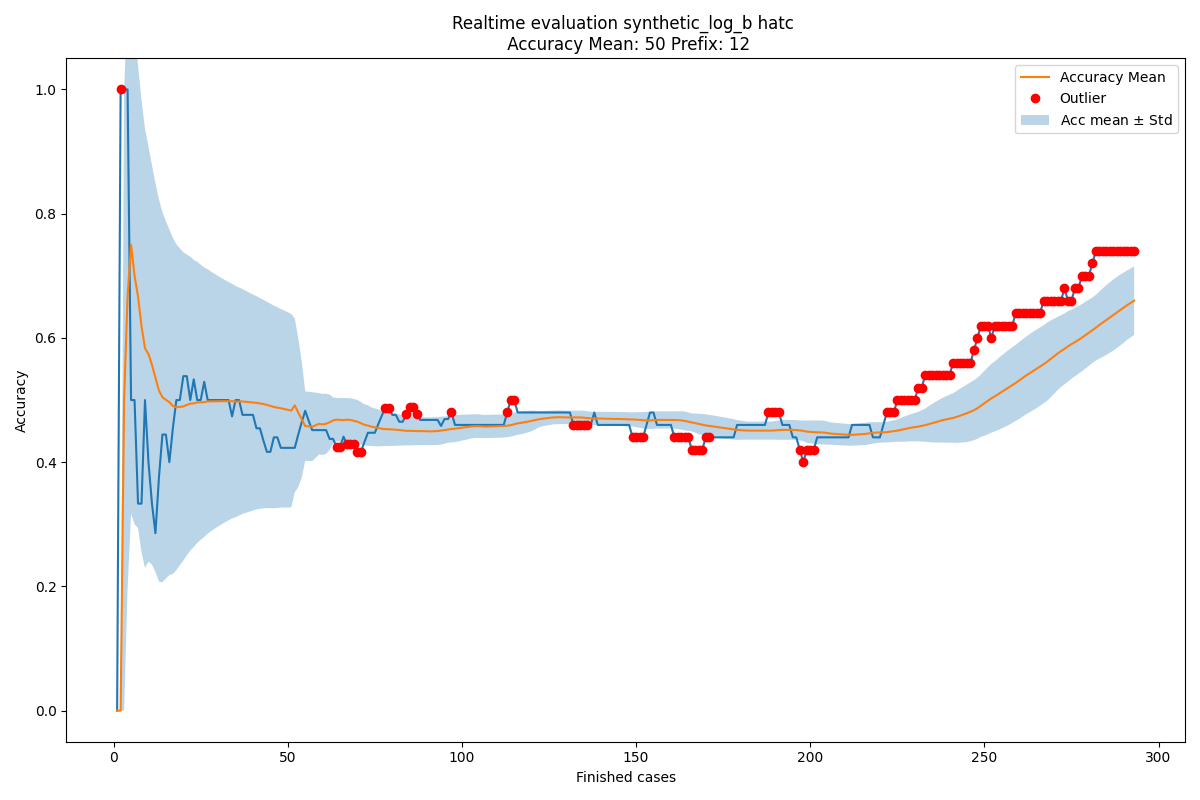 Realtime evaluation synthetic_log_b hatc
Accuracy Mean: 50 Prefix: 12
Accuracy Mean
Outlier
Acc mean ± Std
Accuracy
1.0
0.8
0.6
0.4
0.2
0.0
0 50 100 150 200 250 300
Finished cases